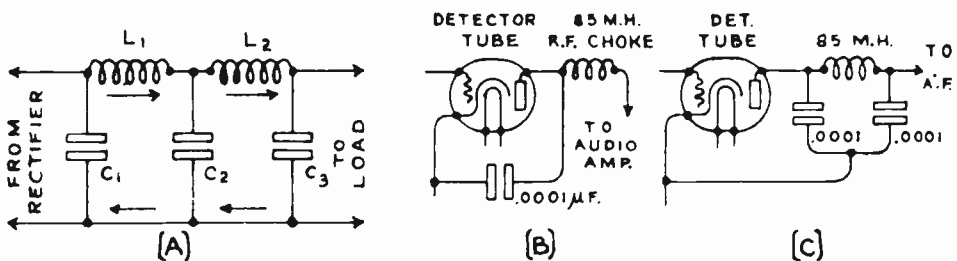 L₁
L₂
FROM
RECTIFIER
C₁
C₂
C₃
TO
LOAD
[A]
DETECTOR
TUBE
85 M.H.
R.F. CHOKE
TO
AUDIO
AMP.
.0001 µF.
[B]
DET.
TUBE
85 M.H.
TO
A.F.
.0001
.0001
[C]